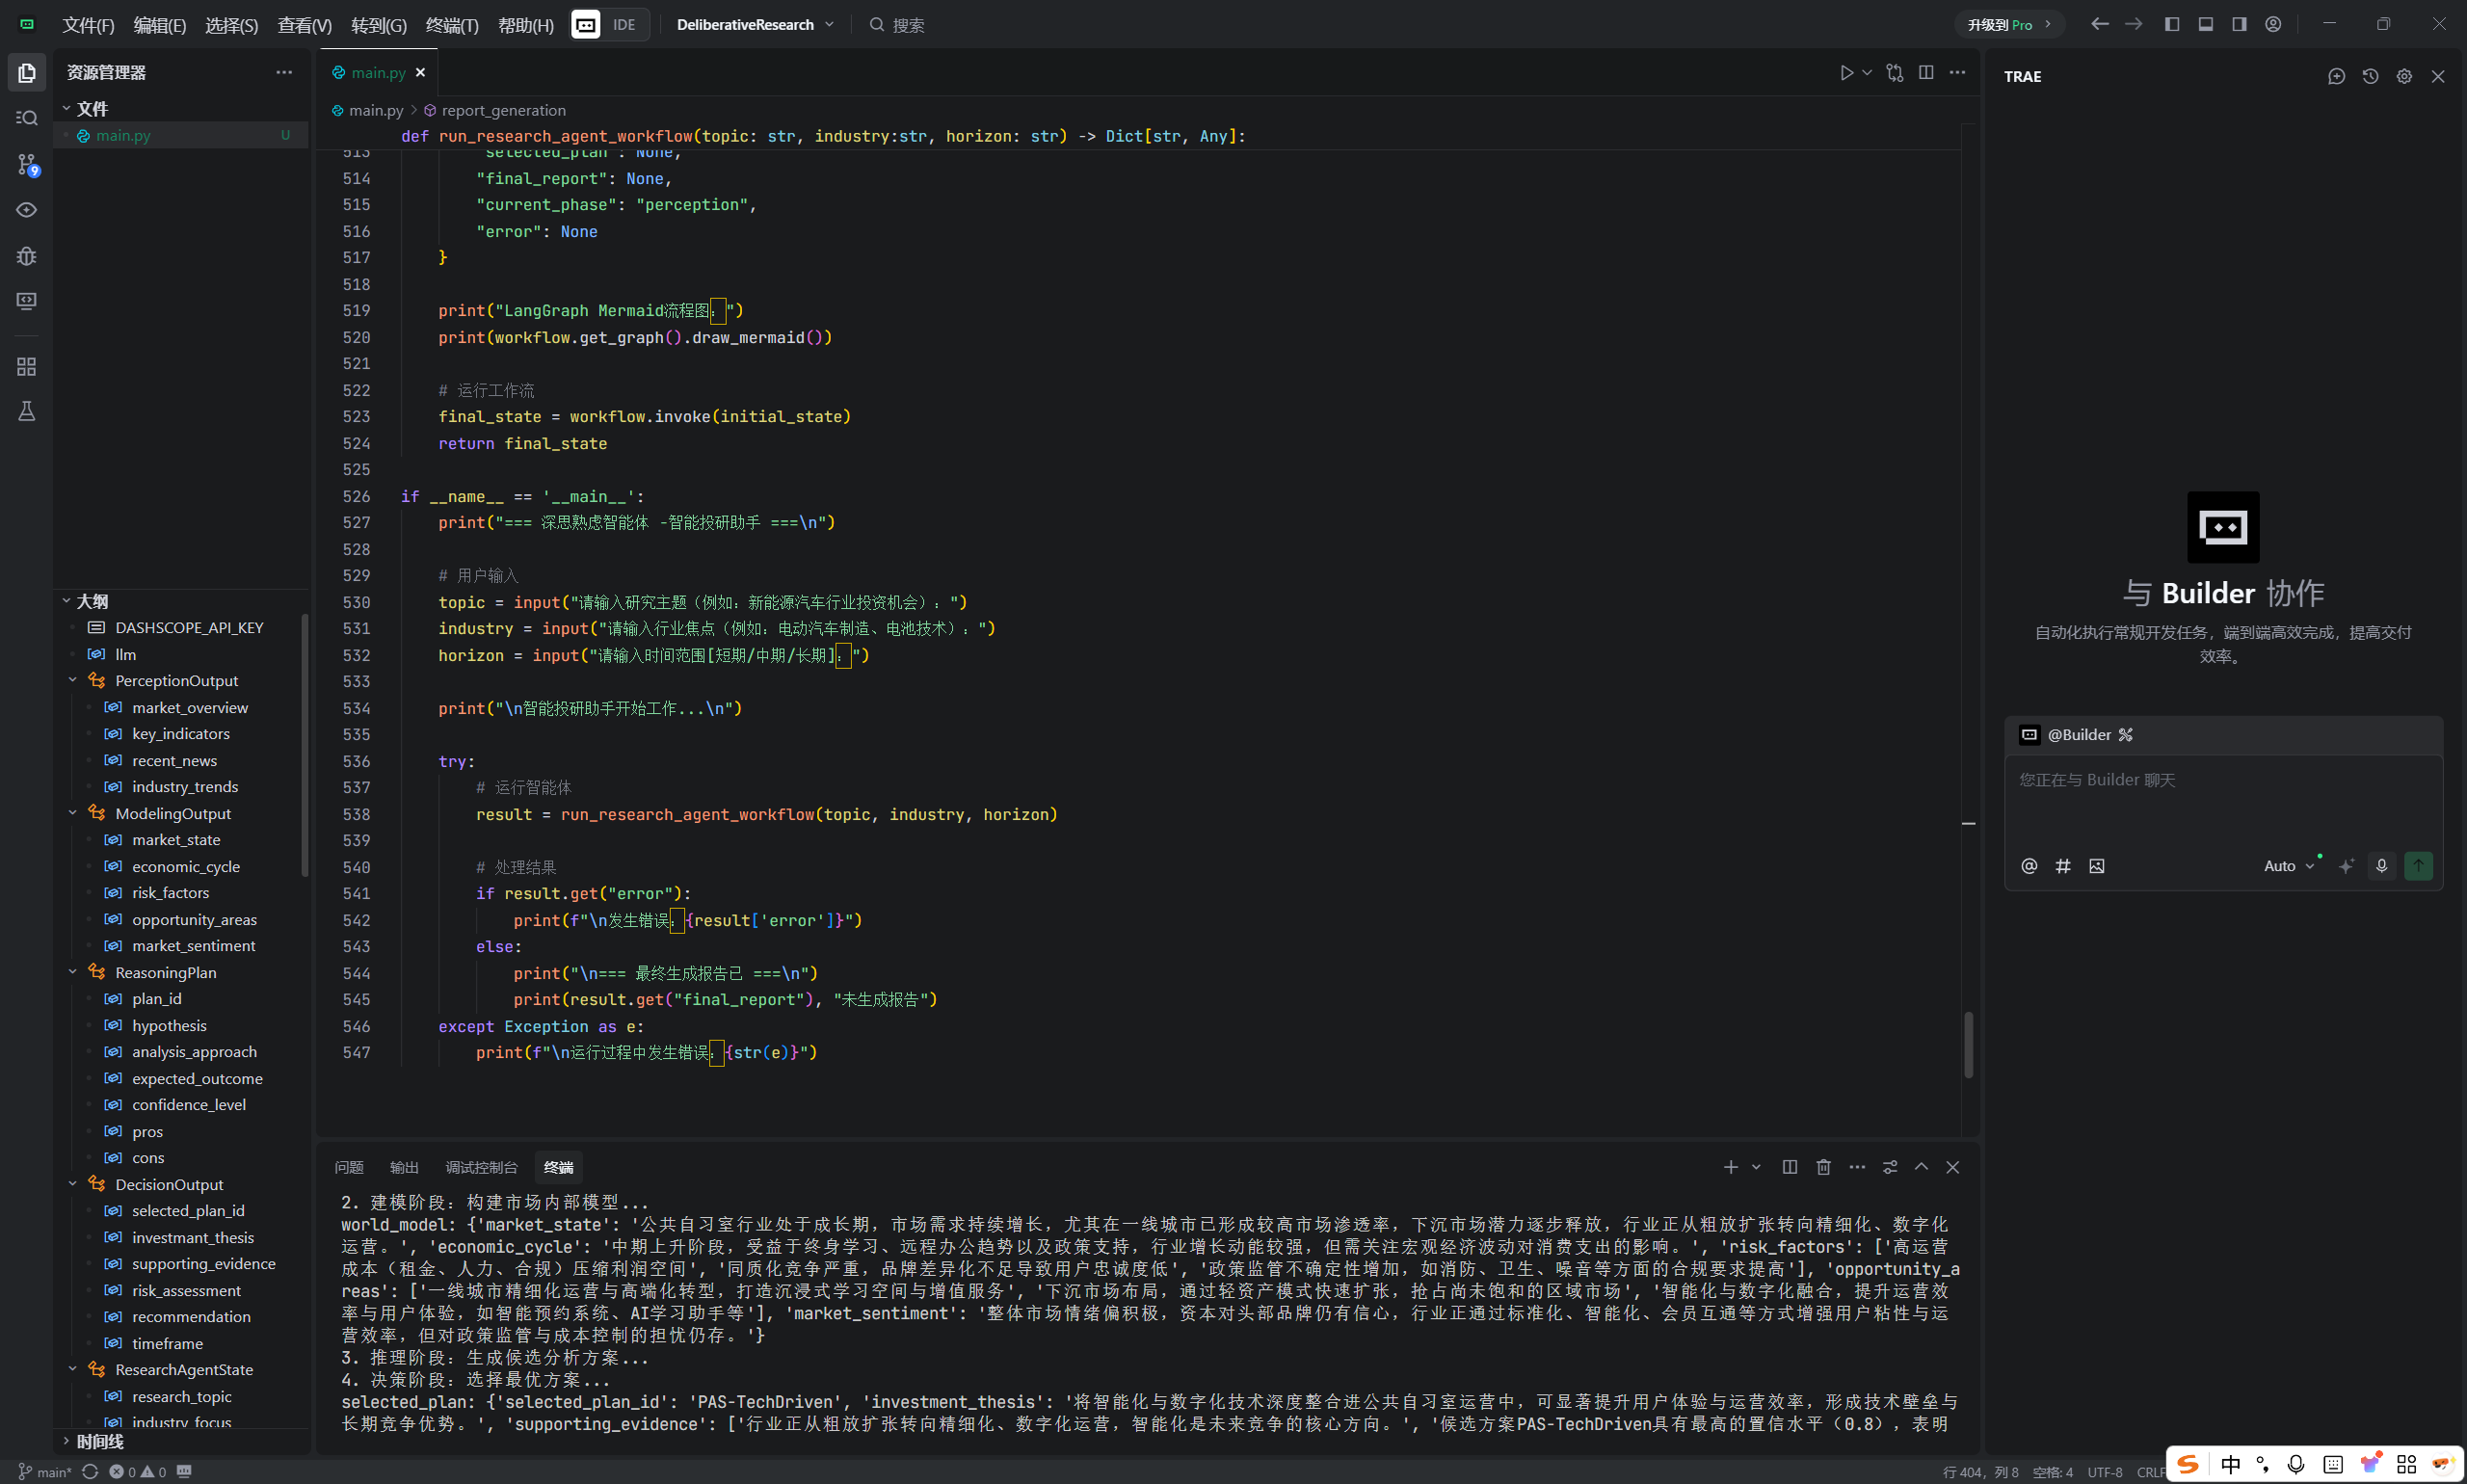 文件(F) 编辑(E) 选择(S) 查看(V) 转到(G) 终端(T) 帮助(H) IDE DeliberativeResearch 搜索 升级到 Pro
资源管理器
文件
main.py U
9
大纲
DASHSCOPE_API_KEY
llm
PerceptionOutput
market_overview
key_indicators
recent_news
industry_trends
ModelingOutput
market_state
economic_cycle
risk_factors
opportunity_areas
market_sentiment
ReasoningPlan
plan_id
hypothesis
analysis_approach
expected_outcome
confidence_level
pros
cons
DecisionOutput
selected_plan_id
investmant_thesis
supporting_evidence
risk_assessment
recommendation
timeframe
ResearchAgentState
research_topic
industry_focus
时间线
main.py
main.py > report_generation
def run_research_agent_workflow(topic: str, industry:str, horizon: str) -> Dict[str, Any]:
513 "selected_plan": None,
514 "final_report": None,
515 "current_phase": "perception",
516 "error": None
517 }
518
519 print("LangGraph Mermaid流程图：")
520 print(workflow.get_graph().draw_mermaid())
521
522 # 运行工作流
523 final_state = workflow.invoke(initial_state)
524 return final_state
525
526 if __name__ == '__main__':
527 print("=== 深思熟虑智能体 -智能投研助手 ===\n")
528
529 # 用户输入
530 topic = input("请输入研究主题（例如：新能源汽车行业投资机会）：")
531 industry = input("请输入行业焦点（例如：电动汽车制造、电池技术）：")
532 horizon = input("请输入时间范围[短期/中期/长期]：")
533
534 print("\n智能投研助手开始工作...\n")
535
536 try:
537 # 运行智能体
538 result = run_research_agent_workflow(topic, industry, horizon)
539
540 # 处理结果
541 if result.get("error"):
542 print(f"\n发生错误：{result['error']}")
543 else:
544 print("\n=== 最终生成报告已 ===\n")
545 print(result.get("final_report"), "未生成报告")
546 except Exception as e:
547 print(f"\n运行过程中发生错误：{str(e)}")
问题 输出 调试控制台 终端
2. 建模阶段：构建市场内部模型...
world_model: {'market_state': '公共自习室行业处于成长期，市场需求持续增长，尤其在一线城市已形成较高市场渗透率，下沉市场潜力逐步释放，行业正从粗放扩张转向精细化、数字化
运营。', 'economic_cycle': '中期上升阶段，受益于终身学习、远程办公趋势以及政策支持，行业增长动能较强，但需关注宏观经济波动对消费支出的影响。', 'risk_factors': ['高运营
成本（租金、人力、合规）压缩利润空间', '同质化竞争严重，品牌差异化不足导致用户忠诚度低', '政策监管不确定性增加，如消防、卫生、噪音等方面的合规要求提高'], 'opportunity_a
reas': ['一线城市精细化运营与高端化转型，打造沉浸式学习空间与增值服务', '下沉市场布局，通过轻资产模式快速扩张，抢占尚未饱和的区域市场', '智能化与数字化融合，提升运营效
率与用户体验，如智能预约系统、AI学习助手等'], 'market_sentiment': '整体市场情绪偏积极，资本对头部品牌仍有信心，行业正通过标准化、智能化、会员互通等方式增强用户粘性与运
营效率，但对政策监管与成本控制的担忧仍存。'}
3. 推理阶段：生成候选分析方案...
4. 决策阶段：选择最优方案...
selected_plan: {'selected_plan_id': 'PAS-TechDriven', 'investment_thesis': '将智能化与数字化技术深度整合进公共自习室运营中，可显著提升用户体验与运营效率，形成技术壁垒与
长期竞争优势。', 'supporting_evidence': ['行业正从粗放扩张转向精细化、数字化运营，智能化是未来竞争的核心方向。', '候选方案PAS-TechDriven具有最高的置信水平（0.8），表明
TRAE
与 Builder 协作
自动化执行常规开发任务，端到端高效完成，提高交付
效率。
@Builder
您正在与 Builder 聊天
Auto
main* 0 0 行 404，列 8 空格: 4 UTF-8 CRLF
中